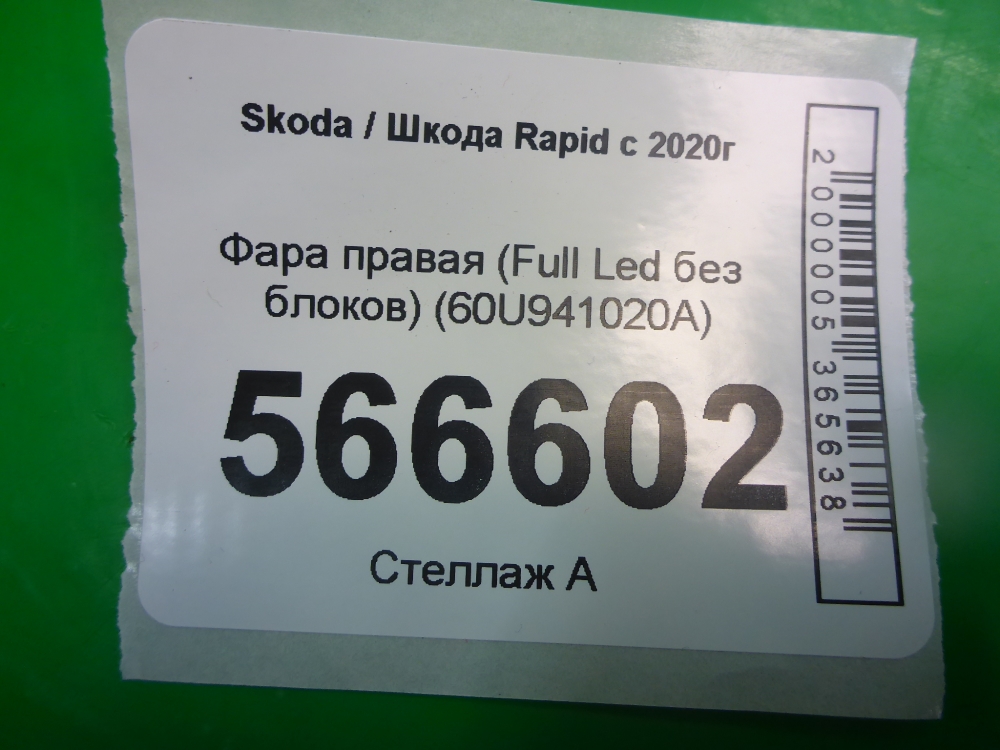 Skoda / Шкода Rapid с 2020г
Фара правая (Full Led без
блоков) (60U941020A)
566602
Стеллаж А
2000005365638